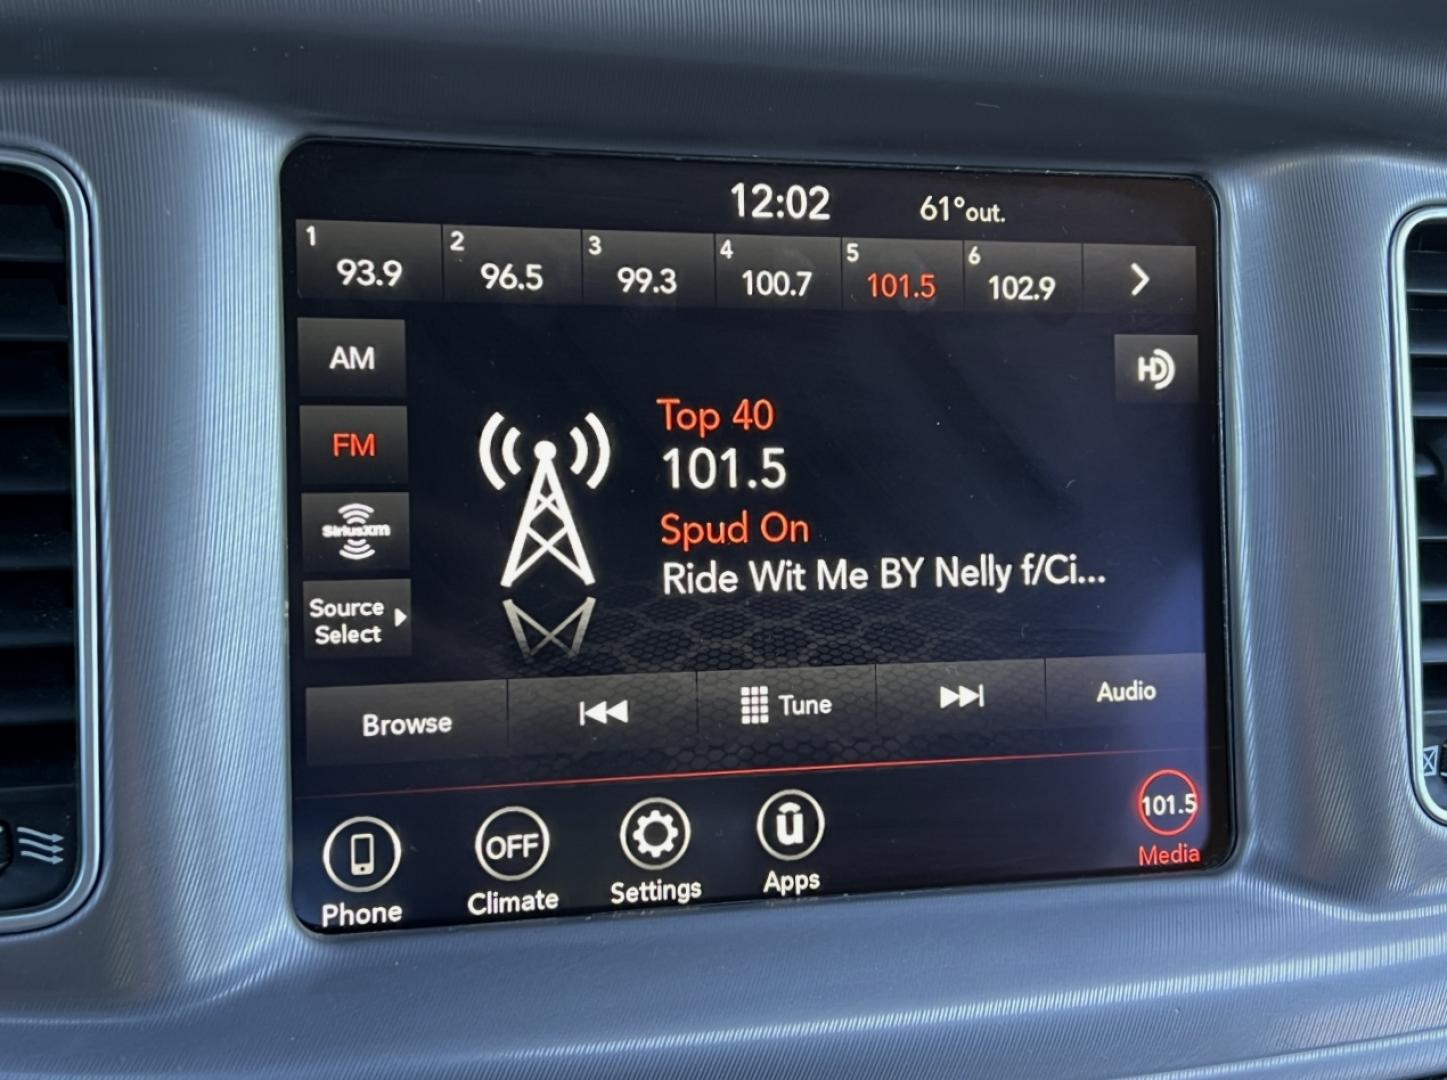 12:02 61°out.
1 2 3 4 5 6
93.9 96.5 99.3 100.7 101.5 102.9
AM
HD
Top 40
FM
101.5
SiriusXM
Spud On
Ride Wit Me BY Nelly f/Ci...
Source
Select
Browse Tune Audio
OFF 101.5
Phone Climate Settings Apps Media